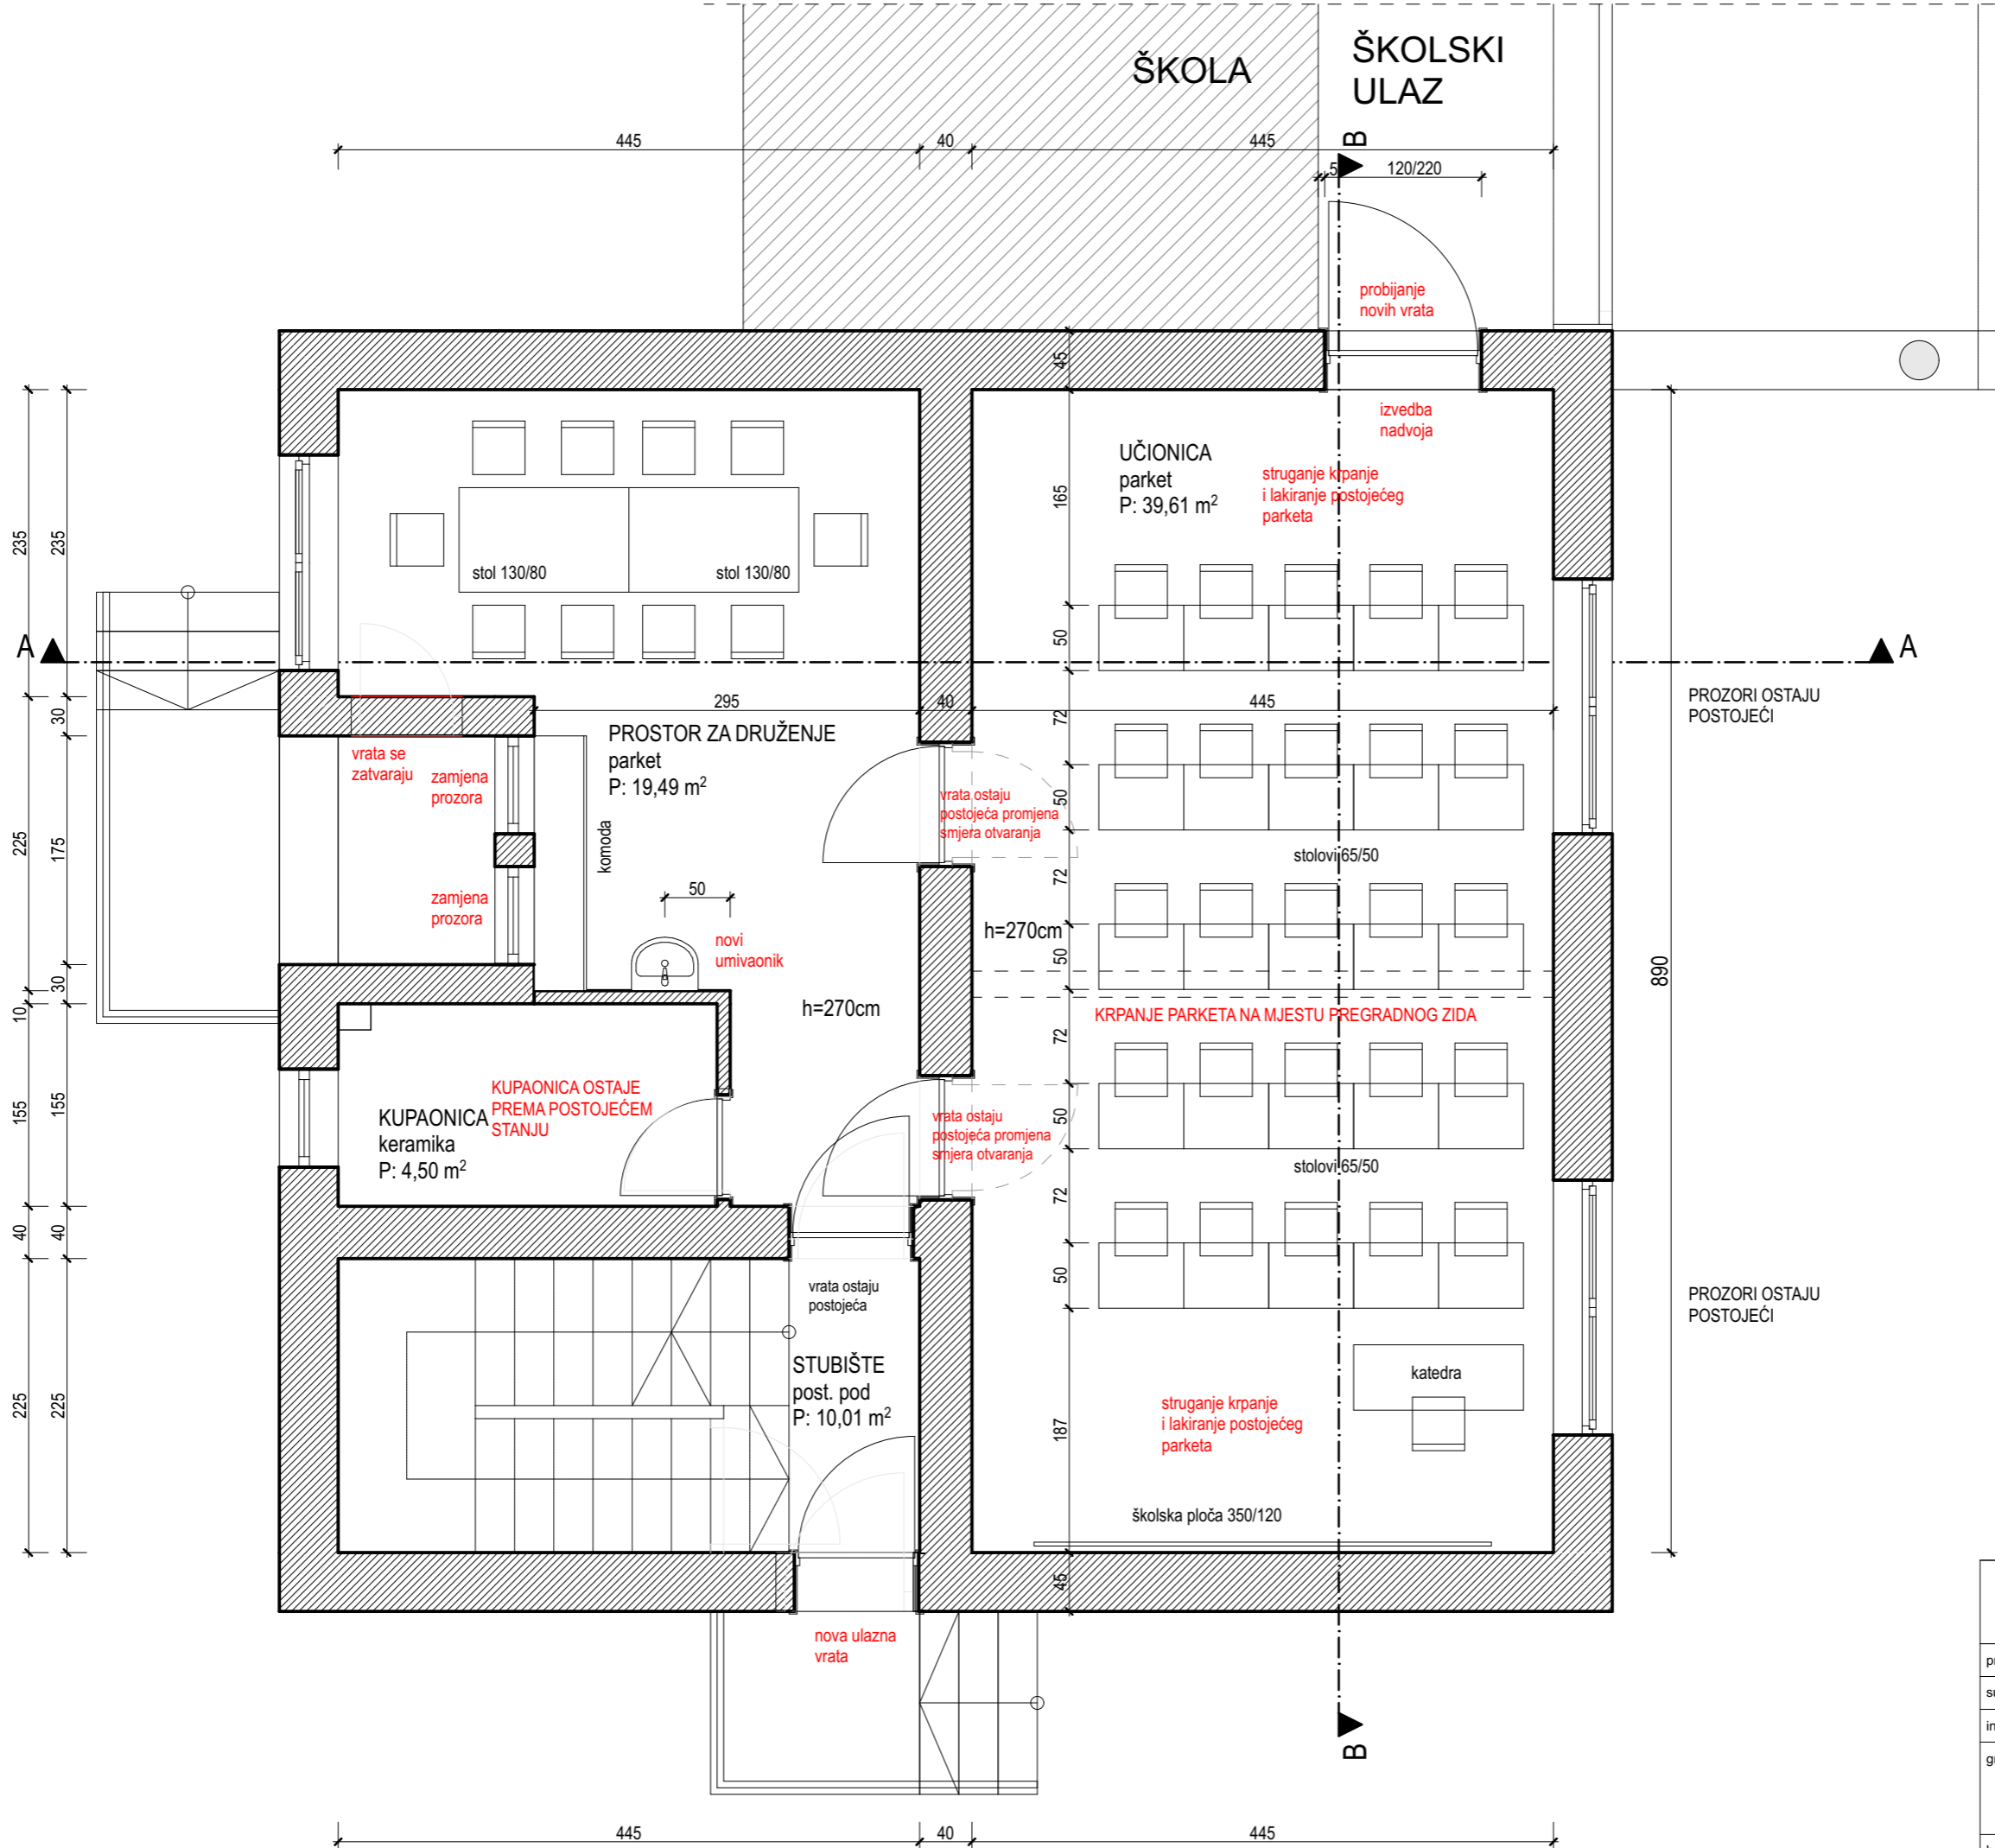 ŠKOLA
ŠKOLSKI
ULAZ
445
40
445
B
5
120/220
probijanje
novih vrata
45
izvedba
nadvoja
UČIONICA
parket
P: 39,61 m²
struganje krpanje
i lakiranje postojećeg
parketa
165
235
235
stol 130/80
stol 130/80
50
A
A
30
295
40
445
72
PROZORI OSTAJU
POSTOJEĆI
PROSTOR ZA DRUŽENJE
parket
P: 19,49 m²
vrata se
zatvaraju
zamjena
prozora
vrata ostaju
postojeća promjena
smjera otvaranja
50
225
175
komoda
stolovi 65/50
72
zamjena
prozora
50
novi
umivaonik
h=270cm
50
890
30
10
h=270cm
KRPANJE PARKETA NA MJESTU PREGRADNOG ZIDA
72
KUPAONICA OSTAJE
PREMA POSTOJEĆEM
STANJU
KUPAONICA
keramika
P: 4,50 m²
155
155
vrata ostaju
postojeća promjena
smjera otvaranja
50
stolovi 65/50
72
40
40
vrata ostaju
postojeća
50
PROZORI OSTAJU
POSTOJEĆI
STUBIŠTE
post. pod
P: 10,01 m²
225
225
katedra
struganje krpanje
i lakiranje postojećeg
parketa
187
školska ploča 350/120
45
nova ulazna
vrata
B
445
40
445